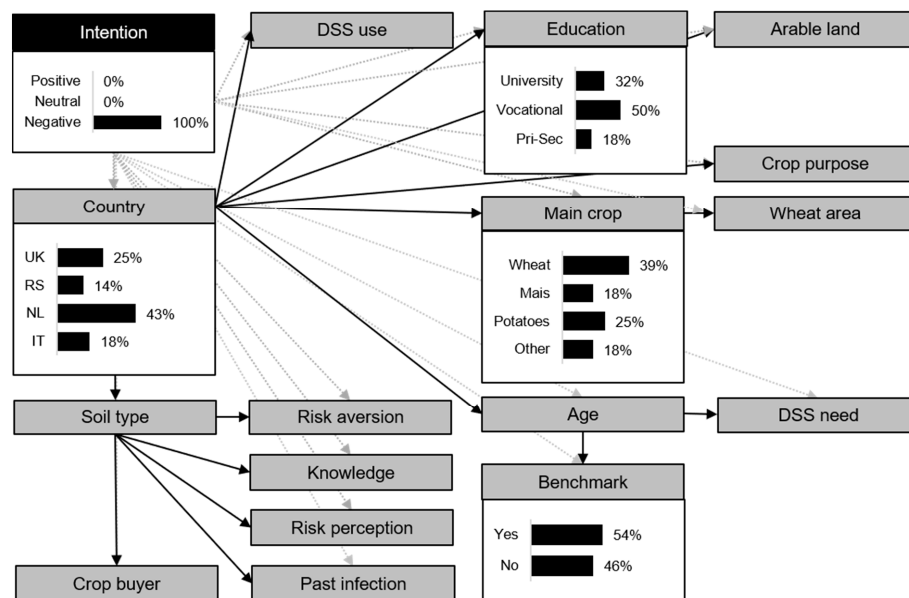 Intention
Positive 0%
Neutral 0%
Negative 100%
DSS use
Education
University 32%
Vocational 50%
Pri-Sec 18%
Arable land
Crop purpose
Country
UK 25%
RS 14%
NL 43%
IT 18%
Main crop
Wheat 39%
Mais 18%
Potatoes 25%
Other 18%
Wheat area
Soil type
Risk aversion
Age
DSS need
Knowledge
Benchmark
Yes 54%
No 46%
Risk perception
Crop buyer
Past infection